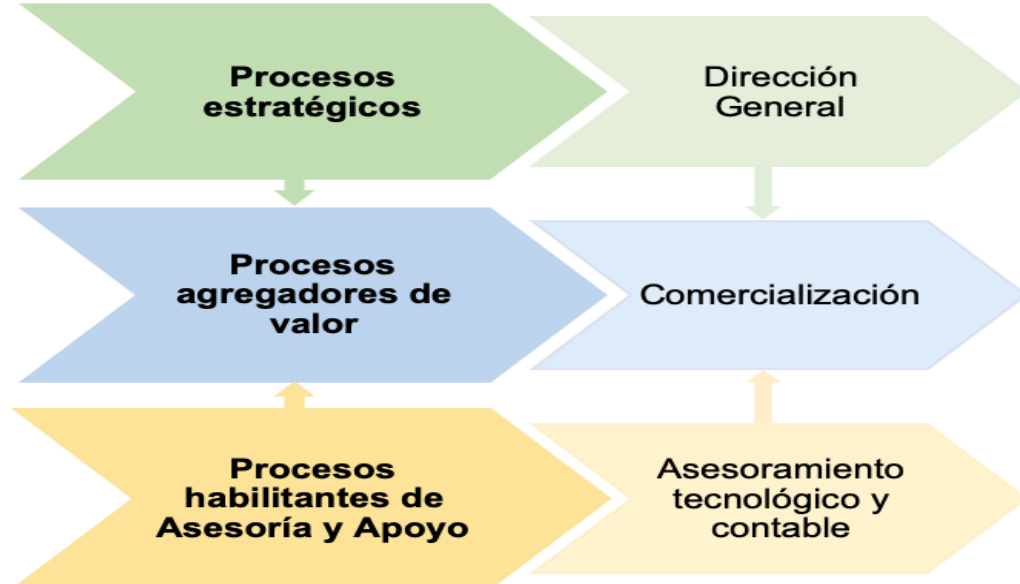 Procesos
estratégicos
Dirección
General
Procesos
agregadores de
valor
Comercialización
Procesos
habilitantes de
Asesoría y Apoyo
Asesoramiento
tecnológico y
contable